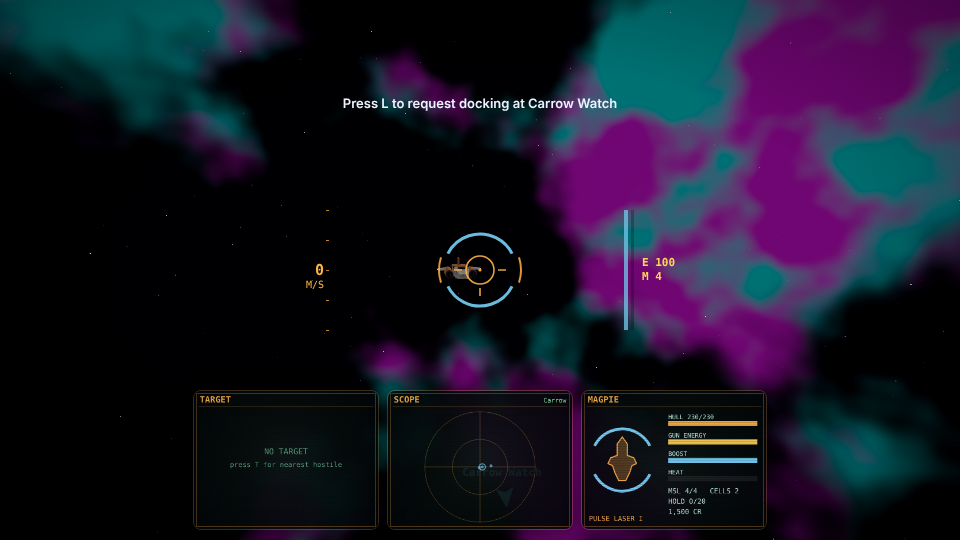 Press L to request docking at Carrow Watch
0
M/S
E 100
M 4
TARGET
NO TARGET
press T for nearest hostile
SCOPE
Carrow
Carrow Watch
MAGPIE
HULL 230/230
GUN ENERGY
BOOST
HEAT
MSL 4/4 CELLS 2
HOLD 0/20
1,500 CR
PULSE LASER I